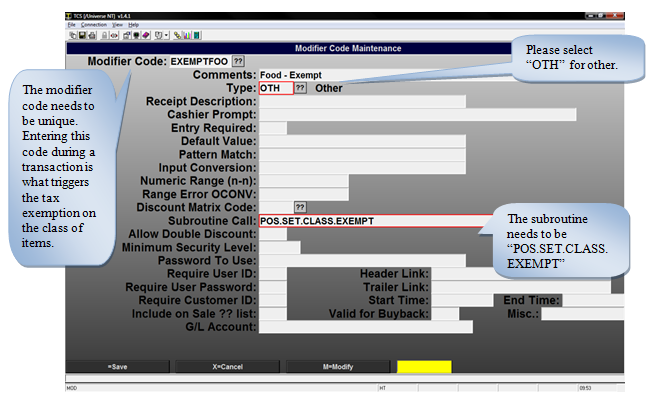 TCS [/Universe NT] v1.4.1
File Connection View Help
Modifier Code Maintenance
Modifier Code: EXEMPTFOO ??
Comments: Food - Exempt
Type: OTH ?? Other
Receipt Description:
Cashier Prompt:
Entry Required:
Default Value:
Pattern Match:
Input Conversion:
Numeric Range (n-n):
Range Error OCONV:
Discount Matrix Code: ??
Subroutine Call: POS.SET.CLASS.EXEMPT
Allow Double Discount:
Minimum Security Level:
Password To Use:
Require User ID: Header Link:
Require User Password: Trailer Link:
Require Customer ID: Start Time: End Time:
Include on Sale ?? list: Valid for Buyback: Misc.:
G/L Account:
=Save X=Cancel M=Modify
MOD MT 09:53
The modifier
code needs to
be unique.
Entering this
code during a
transaction is
what triggers
the tax
exemption on
the class of
items.
Please select
“OTH” for other.
The subroutine
needs to be
“POS.SET.CLASS.
EXEMPT”